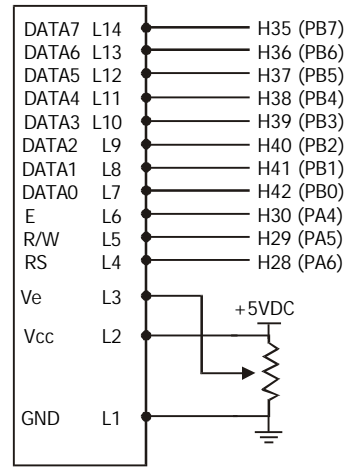 DATA7 L14 H35 (PB7)
DATA6 L13 H36 (PB6)
DATA5 L12 H37 (PB5)
DATA4 L11 H38 (PB4)
DATA3 L10 H39 (PB3)
DATA2 L9 H40 (PB2)
DATA1 L8 H41 (PB1)
DATA0 L7 H42 (PB0)
E L6 H30 (PA4)
R/W L5 H29 (PA5)
RS L4 H28 (PA6)
Ve L3
+5VDC
Vcc L2
GND L1